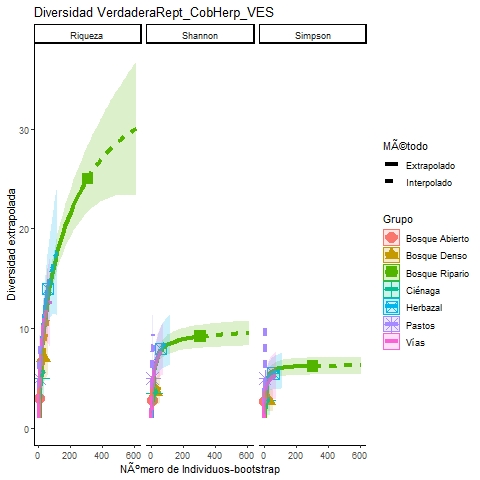 Diversidad VerdaderaRept_CobHerp_VES
Riqueza
Shannon
Simpson
Diversidad extrapolada
30
20
10
0
0 200 400 600
0 200 400 600
0 200 400 600
NÃºmero de Individuos-bootstrap
MÃ©todo
Extrapolado
Interpolado
Grupo
Bosque Abierto
Bosque Denso
Bosque Ripario
Ciénaga
Herbazal
Pastos
Vías